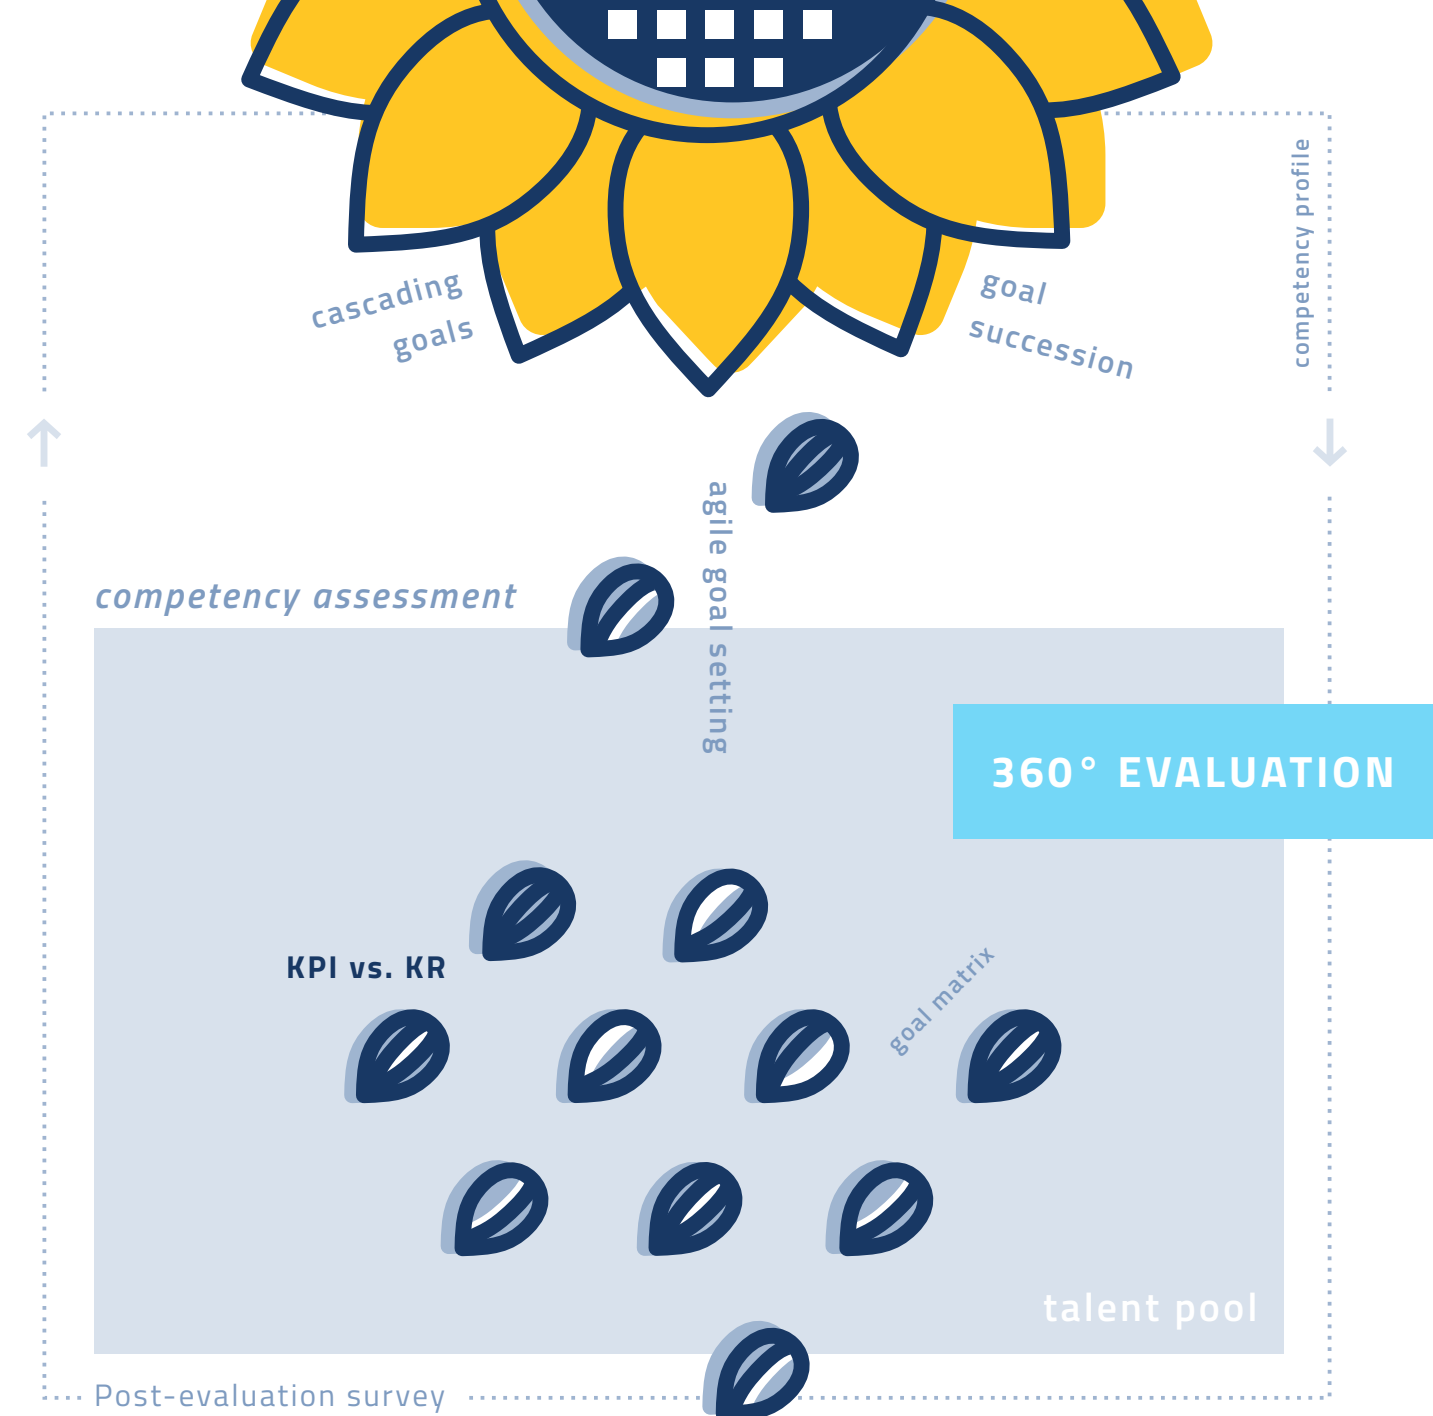 competency profile
cascading
goals
goal
succession
agile goal setting
competency assessment
360° EVALUATION
KPI vs. KR
goal matrix
talent pool
Post-evaluation survey